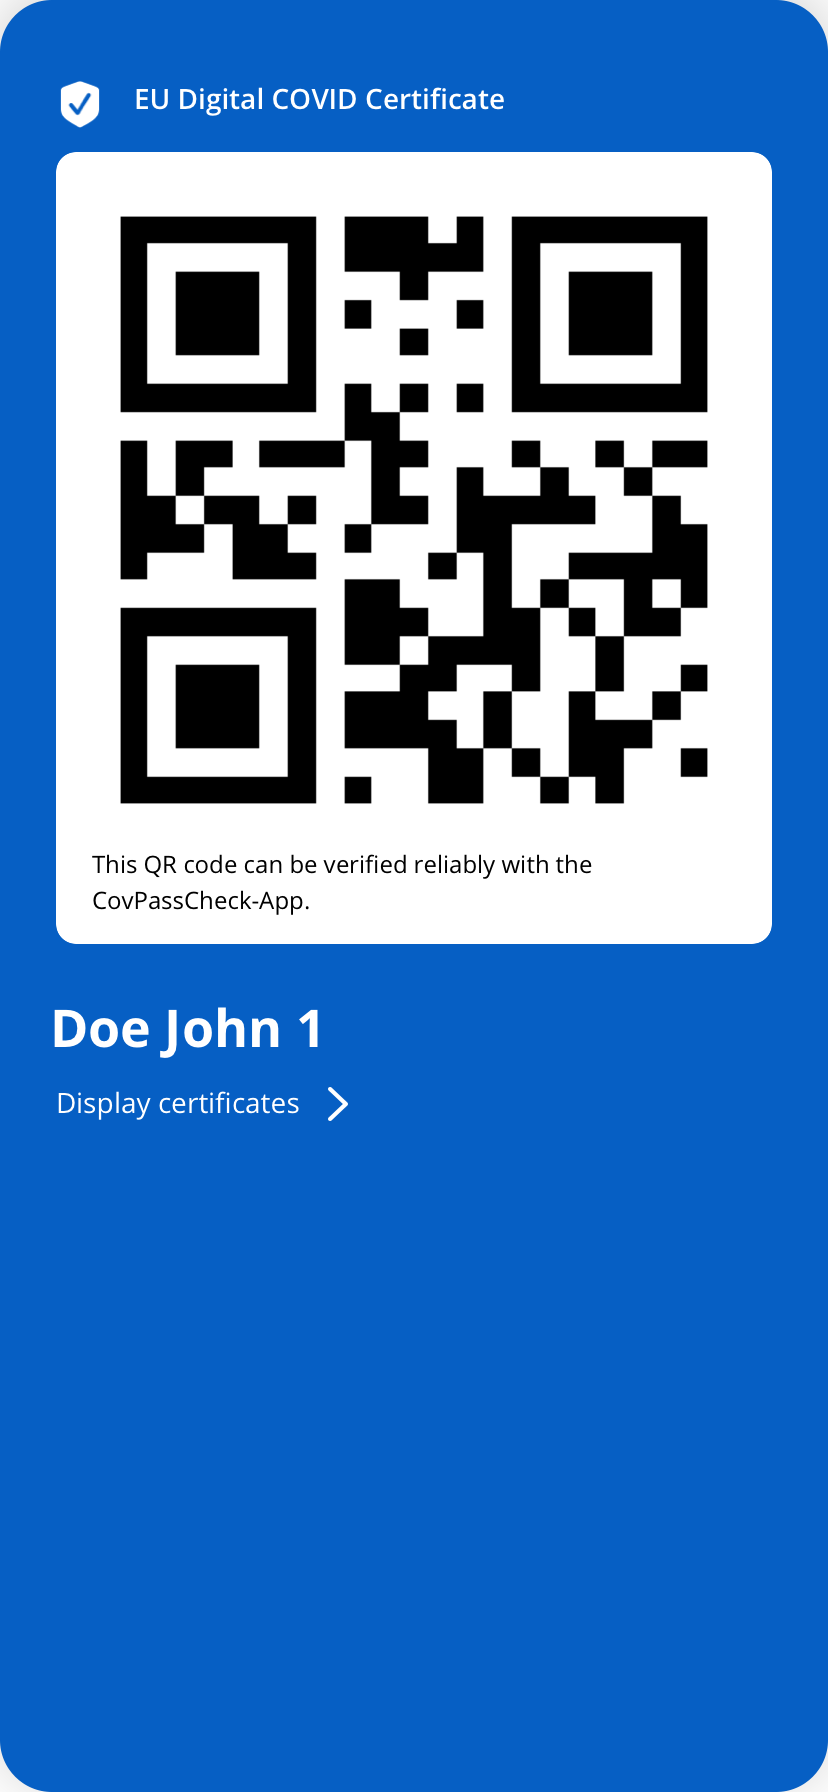 EU Digital COVID Certificate
This QR code can be verified reliably with the
CovPassCheck-App.
Doe John 1
Display certificates